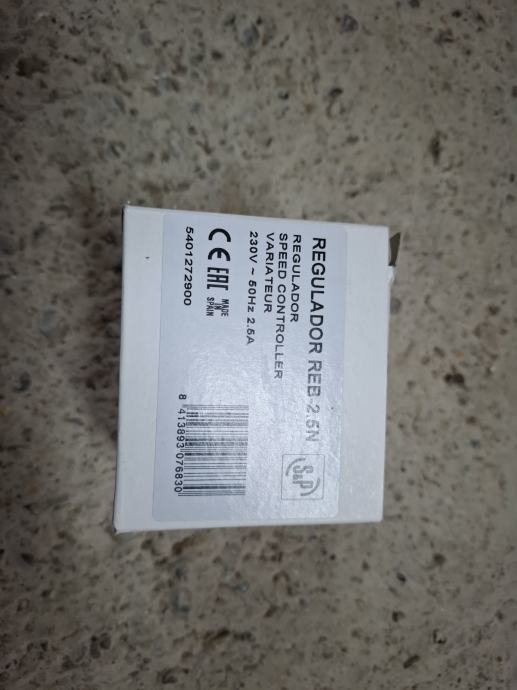 REGULADOR REB-2.5N
REGULADOR
SPEED CONTROLLER
VARIATEUR
230V ~ 50Hz 2.5A
S&P
CE EAC MADE
IN
SPAIN
5401272900
8 413893 076830